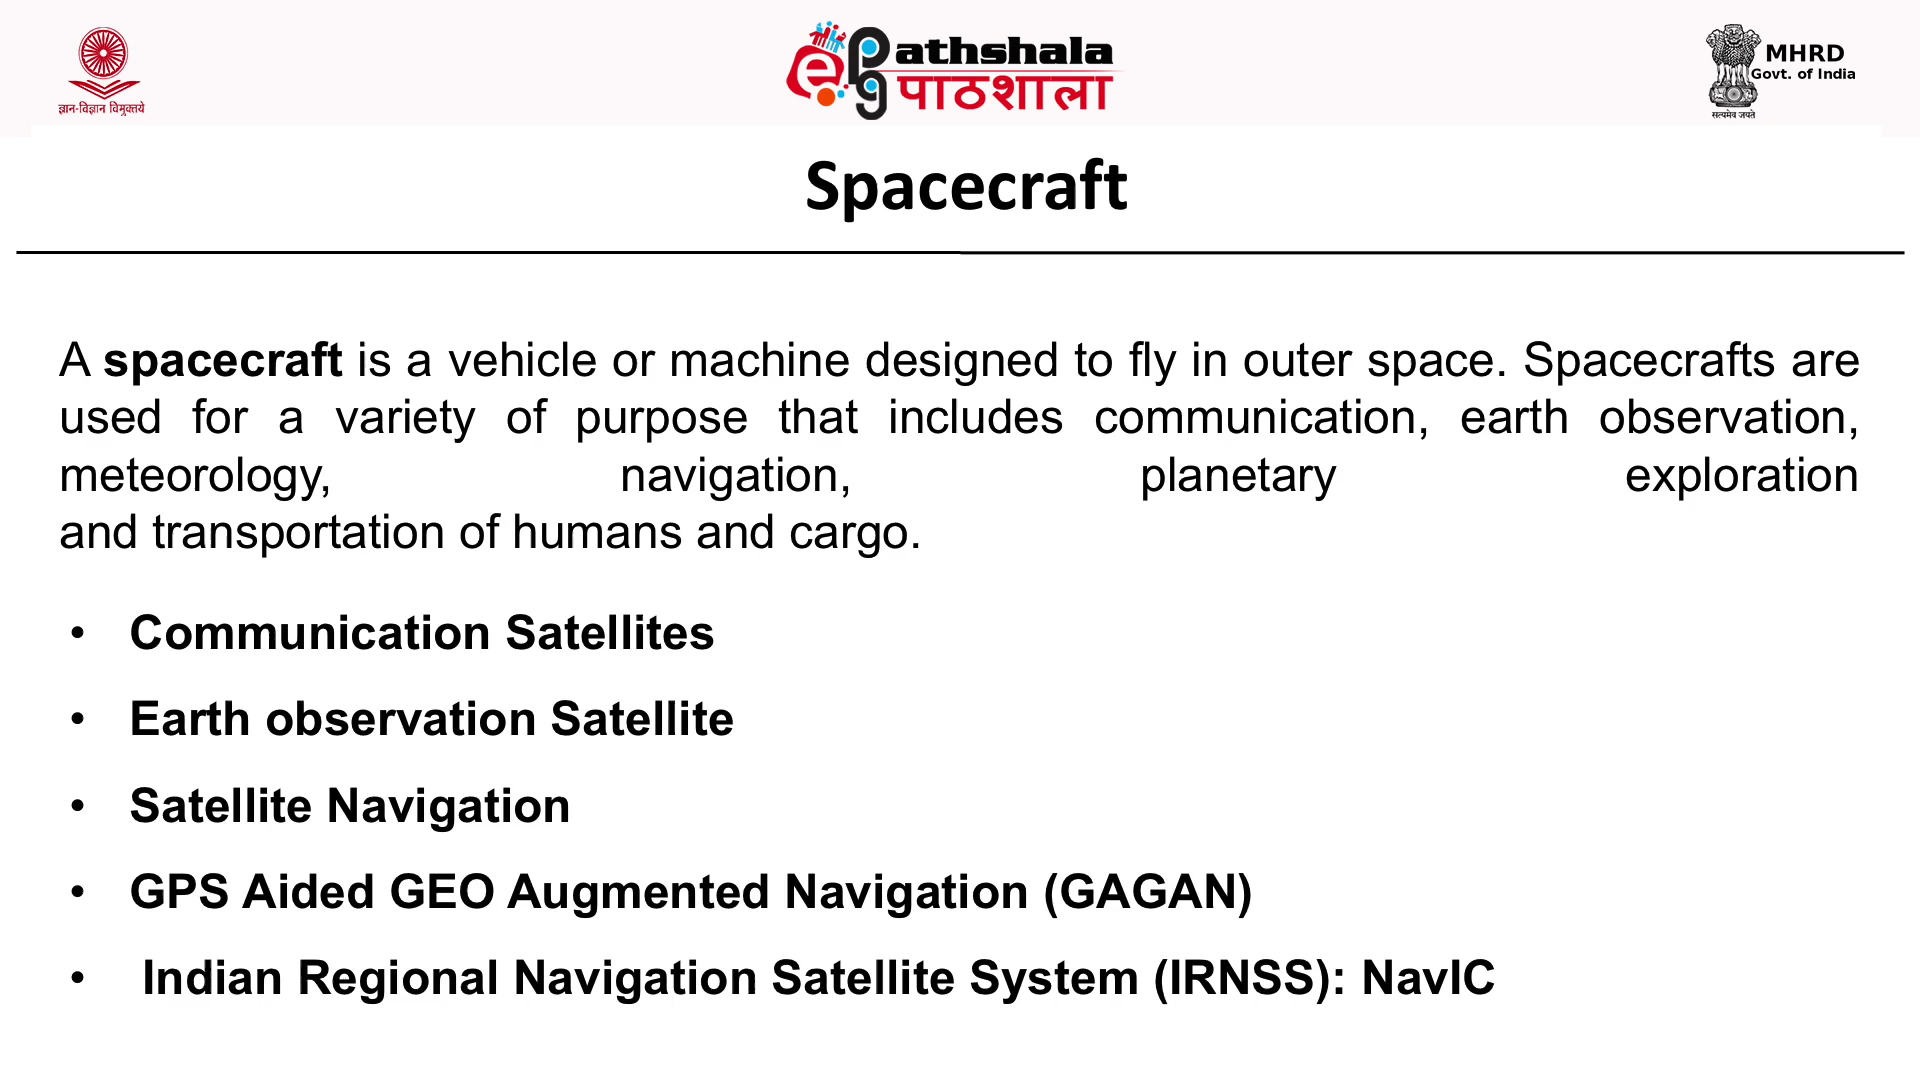 ज्ञान-विज्ञान विमुक्तये
ePathshala
पाठशाला
MHRD
Govt. of India
सत्यमेव जयते
Spacecraft
A spacecraft is a vehicle or machine designed to fly in outer space. Spacecrafts are
used for a variety of purpose that includes communication, earth observation,
meteorology, navigation, planetary exploration
and transportation of humans and cargo.
• Communication Satellites
• Earth observation Satellite
• Satellite Navigation
• GPS Aided GEO Augmented Navigation (GAGAN)
• Indian Regional Navigation Satellite System (IRNSS): NavIC